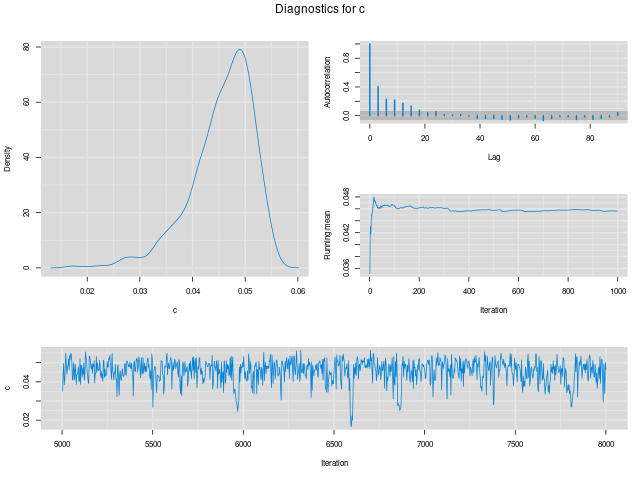 Diagnostics for c
80
60
40
20
0
Density
0.02 0.03 0.04 0.05 0.06
c
0.8
0.4
0.0
Autocorrelation
0 20 40 60 80
Lag
0.048
0.042
0.036
Running mean
0 200 400 600 800 1000
Iteration
0.04
0.02
c
5000 5500 6000 6500 7000 7500 8000
Iteration